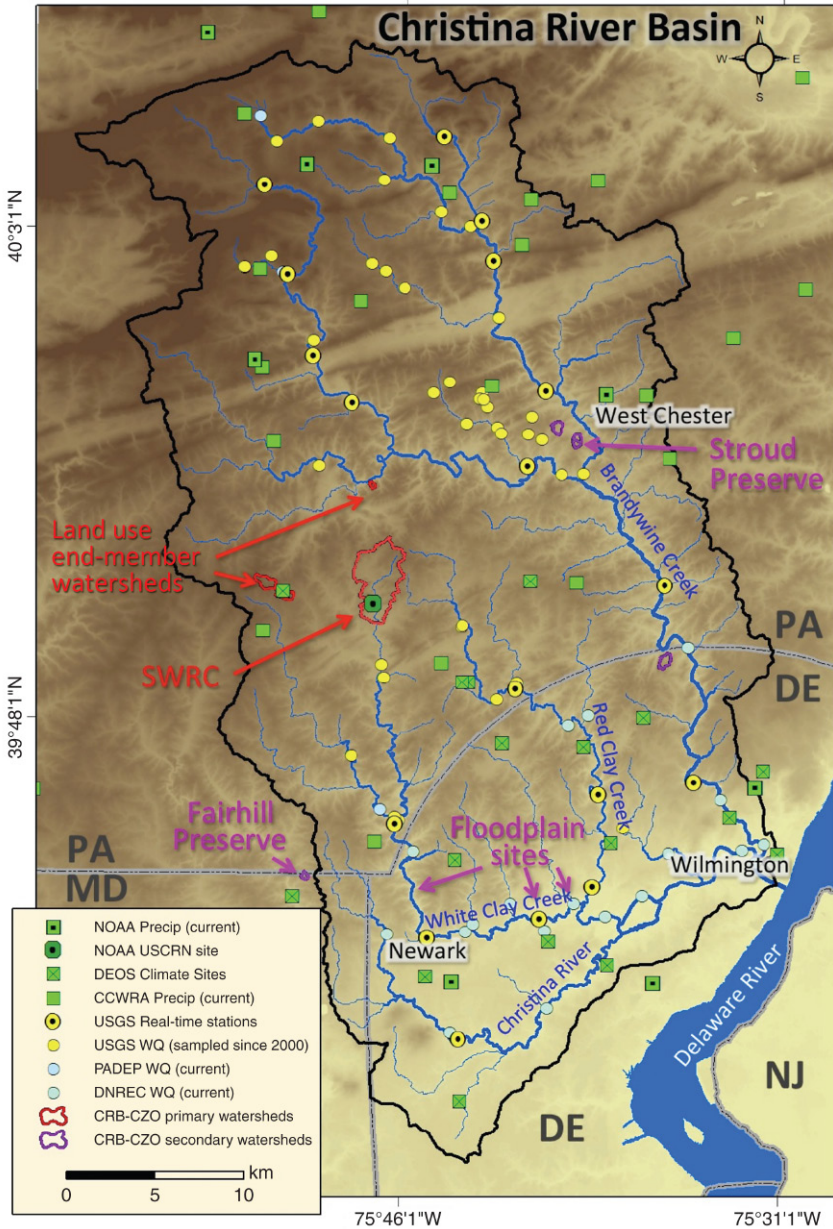 Christina River Basin
N
W
E
S
40°3'1"N
West Chester
Stroud
Preserve
Brandywine Creek
Land use
end-member
watersheds
SWRC
PA
DE
39°48'1"N
Red Clay Creek
Fairhill
Preserve
Floodplain
sites
PA
MD
Wilmington
White Clay Creek
Newark
Christina River
Delaware River
NJ
DE
NOAA Precip (current)
NOAA USCRN site
DEOS Climate Sites
CCWRA Precip (current)
USGS Real-time stations
USGS WQ (sampled since 2000)
PADEP WQ (current)
DNREC WQ (current)
CRB-CZO primary watersheds
CRB-CZO secondary watersheds
km
0 5 10
75°46'1"W
75°31'1"W